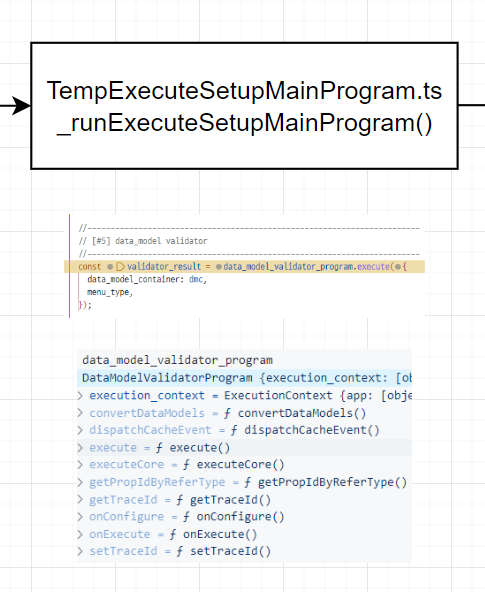 TempExecuteSetupMainProgram.ts
_runExecuteSetupMainProgram()
//--------------------------------------------------------------------------
// [#5] data_model validator
//--------------------------------------------------------------------------
const validator_result = data_model_validator_program.execute({
data_model_container: dmc,
menu_type,
});
data_model_validator_program
DataModelValidatorProgram {execution_context: [ob
> execution_context = ExecutionContext {app: [obje
> convertDataModels = ƒ convertDataModels()
> dispatchCacheEvent = ƒ dispatchCacheEvent()
> execute = ƒ execute()
> executeCore = ƒ executeCore()
> getPropIdByReferType = ƒ getPropIdByReferType()
> getTraceId = ƒ getTraceId()
> onConfigure = ƒ onConfigure()
> onExecute = ƒ onExecute()
> setTraceId = ƒ setTraceId()